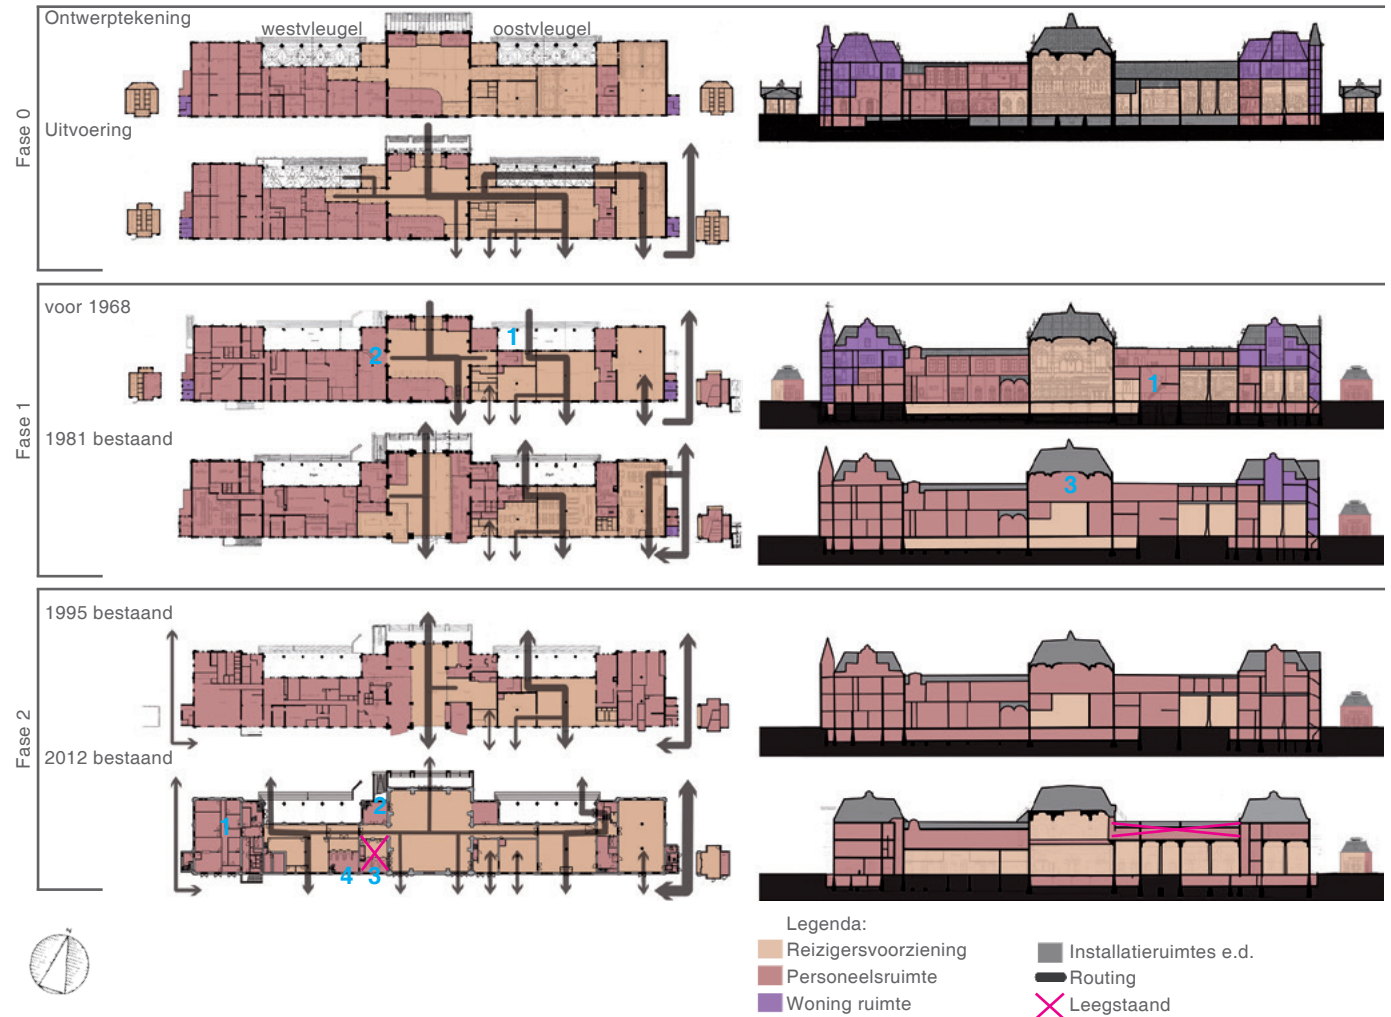 Ontwerptekening
westvleugel
oostvleugel
Fase 0
Uitvoering
voor 1968
1
2
1
Fase 1
1981 bestaand
3
1995 bestaand
Fase 2
2012 bestaand
2
1
4
3
N
Legenda:
Reizigersvoorziening
Personeelsruimte
Woning ruimte
Installatieruimtes e.d.
Routing
Leegstaand